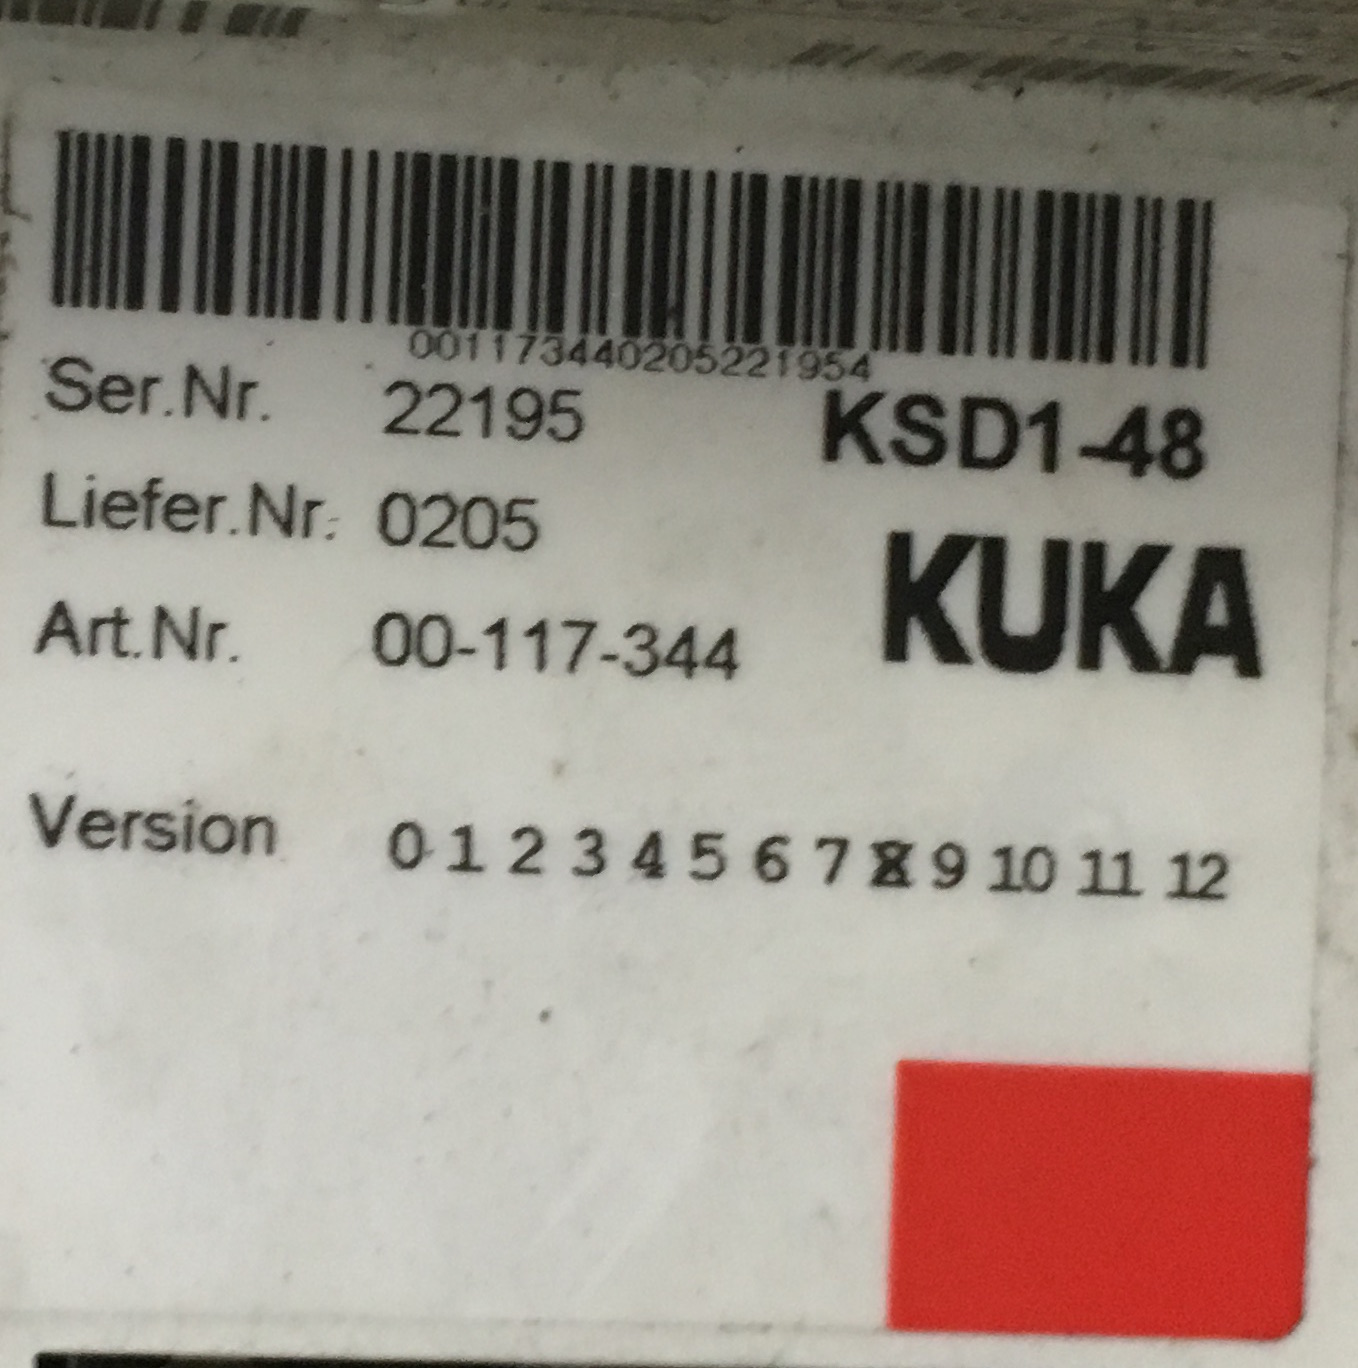 001173440205221954
Ser.Nr. 22195 KSD1-48
Liefer.Nr. 0205
KUKA
Art.Nr. 00-117-344
Version 0 1 2 3 4 5 6 7 8 9 10 11 12